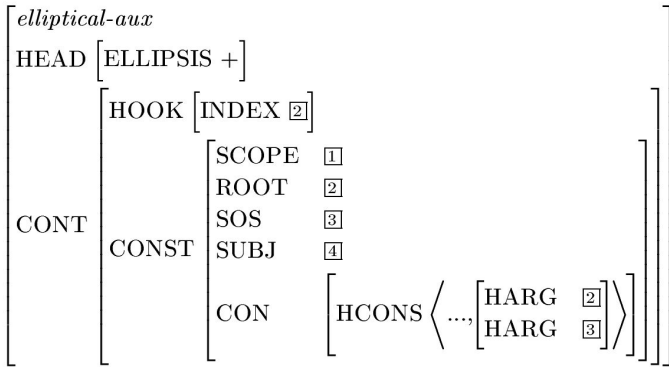 elliptical-aux
HEAD [ELLIPSIS +]
HOOK [INDEX 2]
SCOPE 1
ROOT 2
SOS 3
CONT
SUBJ 4
CONST
HARG 2
CON [HCONS ⟨...,
HARG 3